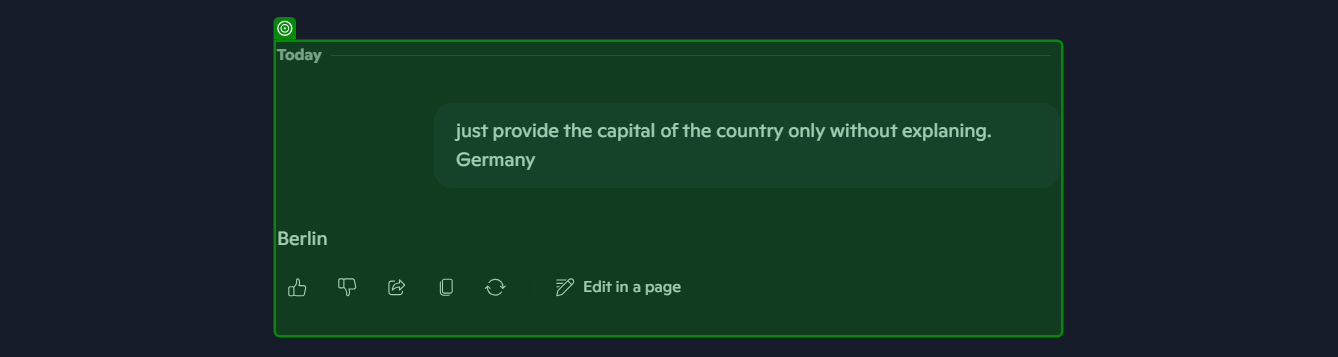 Today
just provide the capital of the country only without explaning.
Germany
Berlin
Edit in a page